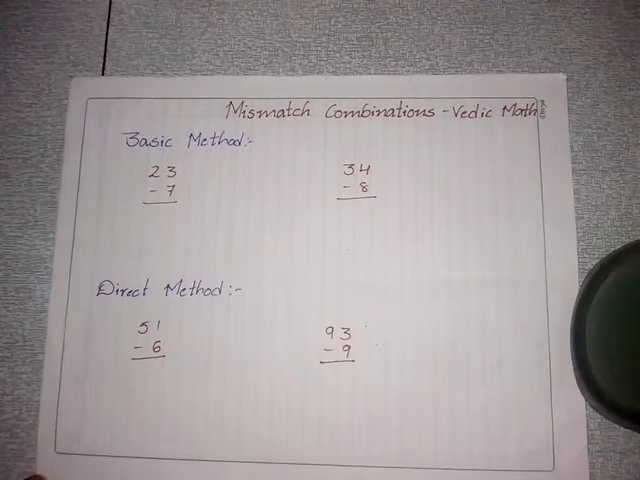 Mismatch Combinations - Vedic Math
Basic Method:-
23 34
- 7 - 8
Direct Method:-
51 93
- 6 - 9